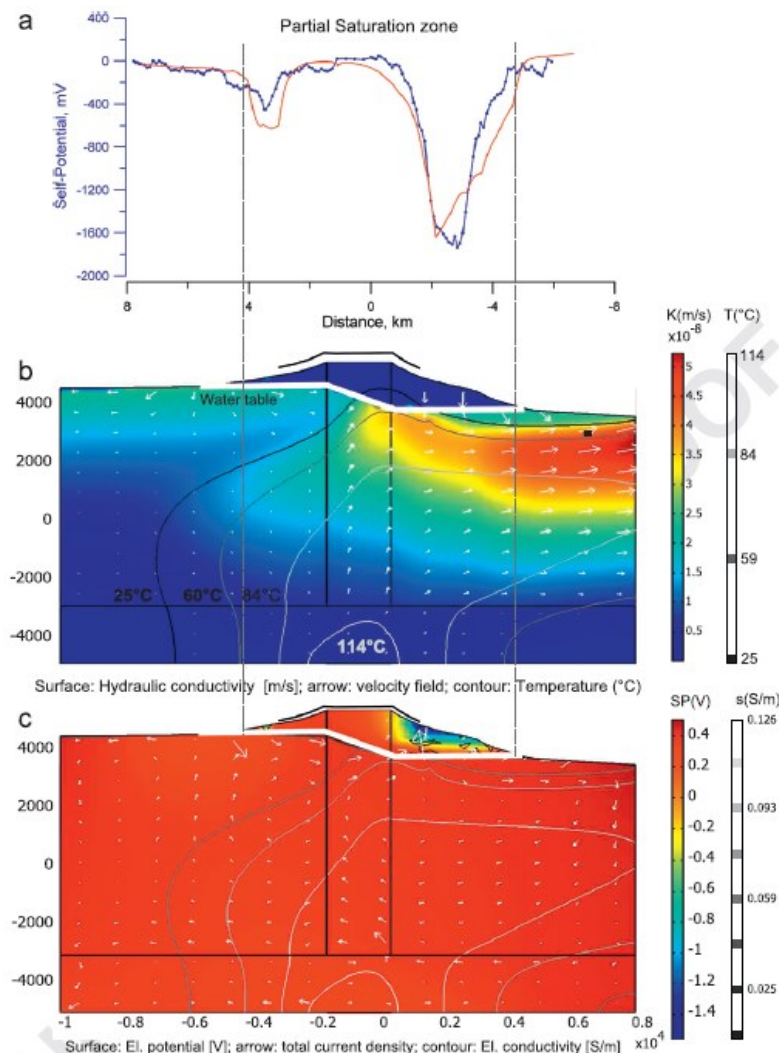 a
Partial Saturation zone
400
0
-400
-800
-1200
-1600
-2000
Self-Potential, mV
8 4 0 -4 -8
Distance, km
K(m/s) T(°C)
x10⁻⁸
b
Water table
4000
2000
0
-2000
-4000
25°C 60°C 84°C
114°C
5
4.5
4
3.5
3
2.5
2
1.5
1
0.5
114
84
59
25
Surface: Hydraulic conductivity [m/s]; arrow: velocity field; contour: Temperature (°C)
c
SP(V) s(S/m)
4000
2000
0
-2000
-4000
0.4
0.2
0
-0.2
-0.4
-0.6
-0.8
-1
-1.2
-1.4
0.126
0.093
0.059
0.025
-1 -0.8 -0.6 -0.4 -0.2 0 0.2 0.4 0.6 0.8
x10⁴
Surface: El. potential [V]; arrow: total current density; contour: El. conductivity [S/m]
OOF